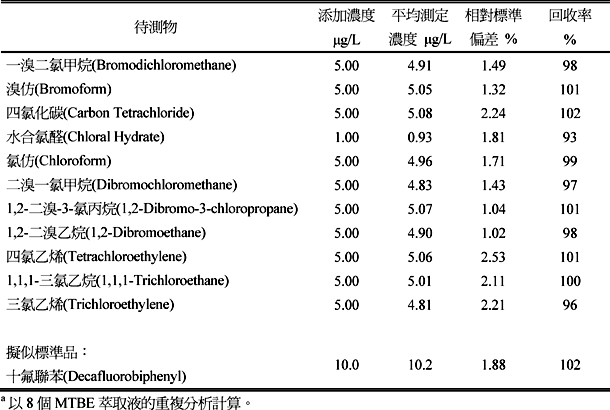 待測物 添加濃度 μg/L 平均測定濃度 μg/L 相對標準偏差 % 回收率 %
一溴二氯甲烷(Bromodichloromethane) 5.00 4.91 1.49 98
溴仿(Bromoform) 5.00 5.05 1.32 101
四氯化碳(Carbon Tetrachloride) 5.00 5.08 2.24 102
水合氯醛(Chloral Hydrate) 1.00 0.93 1.81 93
氯仿(Chloroform) 5.00 4.96 1.71 99
二溴一氯甲烷(Dibromochloromethane) 5.00 4.83 1.43 97
1,2-二溴-3-氯丙烷(1,2-Dibromo-3-chloropropane) 5.00 5.07 1.04 101
1,2-二溴乙烷(1,2-Dibromoethane) 5.00 4.90 1.02 98
四氯乙烯(Tetrachloroethylene) 5.00 5.06 2.53 101
1,1,1-三氯乙烷(1,1,1-Trichloroethane) 5.00 5.01 2.11 100
三氯乙烯(Trichloroethylene) 5.00 4.81 2.21 96
擬似標準品：
十氟聯苯(Decafluorobiphenyl) 10.0 10.2 1.88 102
a 以 8 個 MTBE 萃取液的重複分析計算。